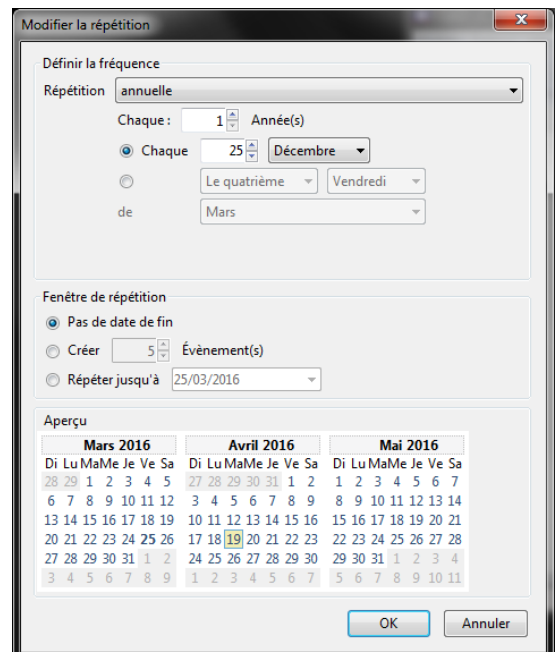 Modifier la répétition
Définir la fréquence
Répétition annuelle
Chaque : 1 Année(s)
Chaque 25 Décembre
Le quatrième Vendredi
de Mars
Fenêtre de répétition
Pas de date de fin
Créer 5 Évènement(s)
Répéter jusqu'à 25/03/2016
Aperçu
Mars 2016 Avril 2016 Mai 2016
Di Lu Ma Me Je Ve Sa Di Lu Ma Me Je Ve Sa Di Lu Ma Me Je Ve Sa
28 29 1 2 3 4 5 27 28 29 30 31 1 2 1 2 3 4 5 6 7
6 7 8 9 10 11 12 3 4 5 6 7 8 9 8 9 10 11 12 13 14
13 14 15 16 17 18 19 10 11 12 13 14 15 16 15 16 17 18 19 20 21
20 21 22 23 24 25 26 17 18 19 20 21 22 23 22 23 24 25 26 27 28
27 28 29 30 31 1 2 24 25 26 27 28 29 30 29 30 31 1 2 3 4
3 4 5 6 7 8 9 1 2 3 4 5 6 7 5 6 7 8 9 10 11
OK Annuler